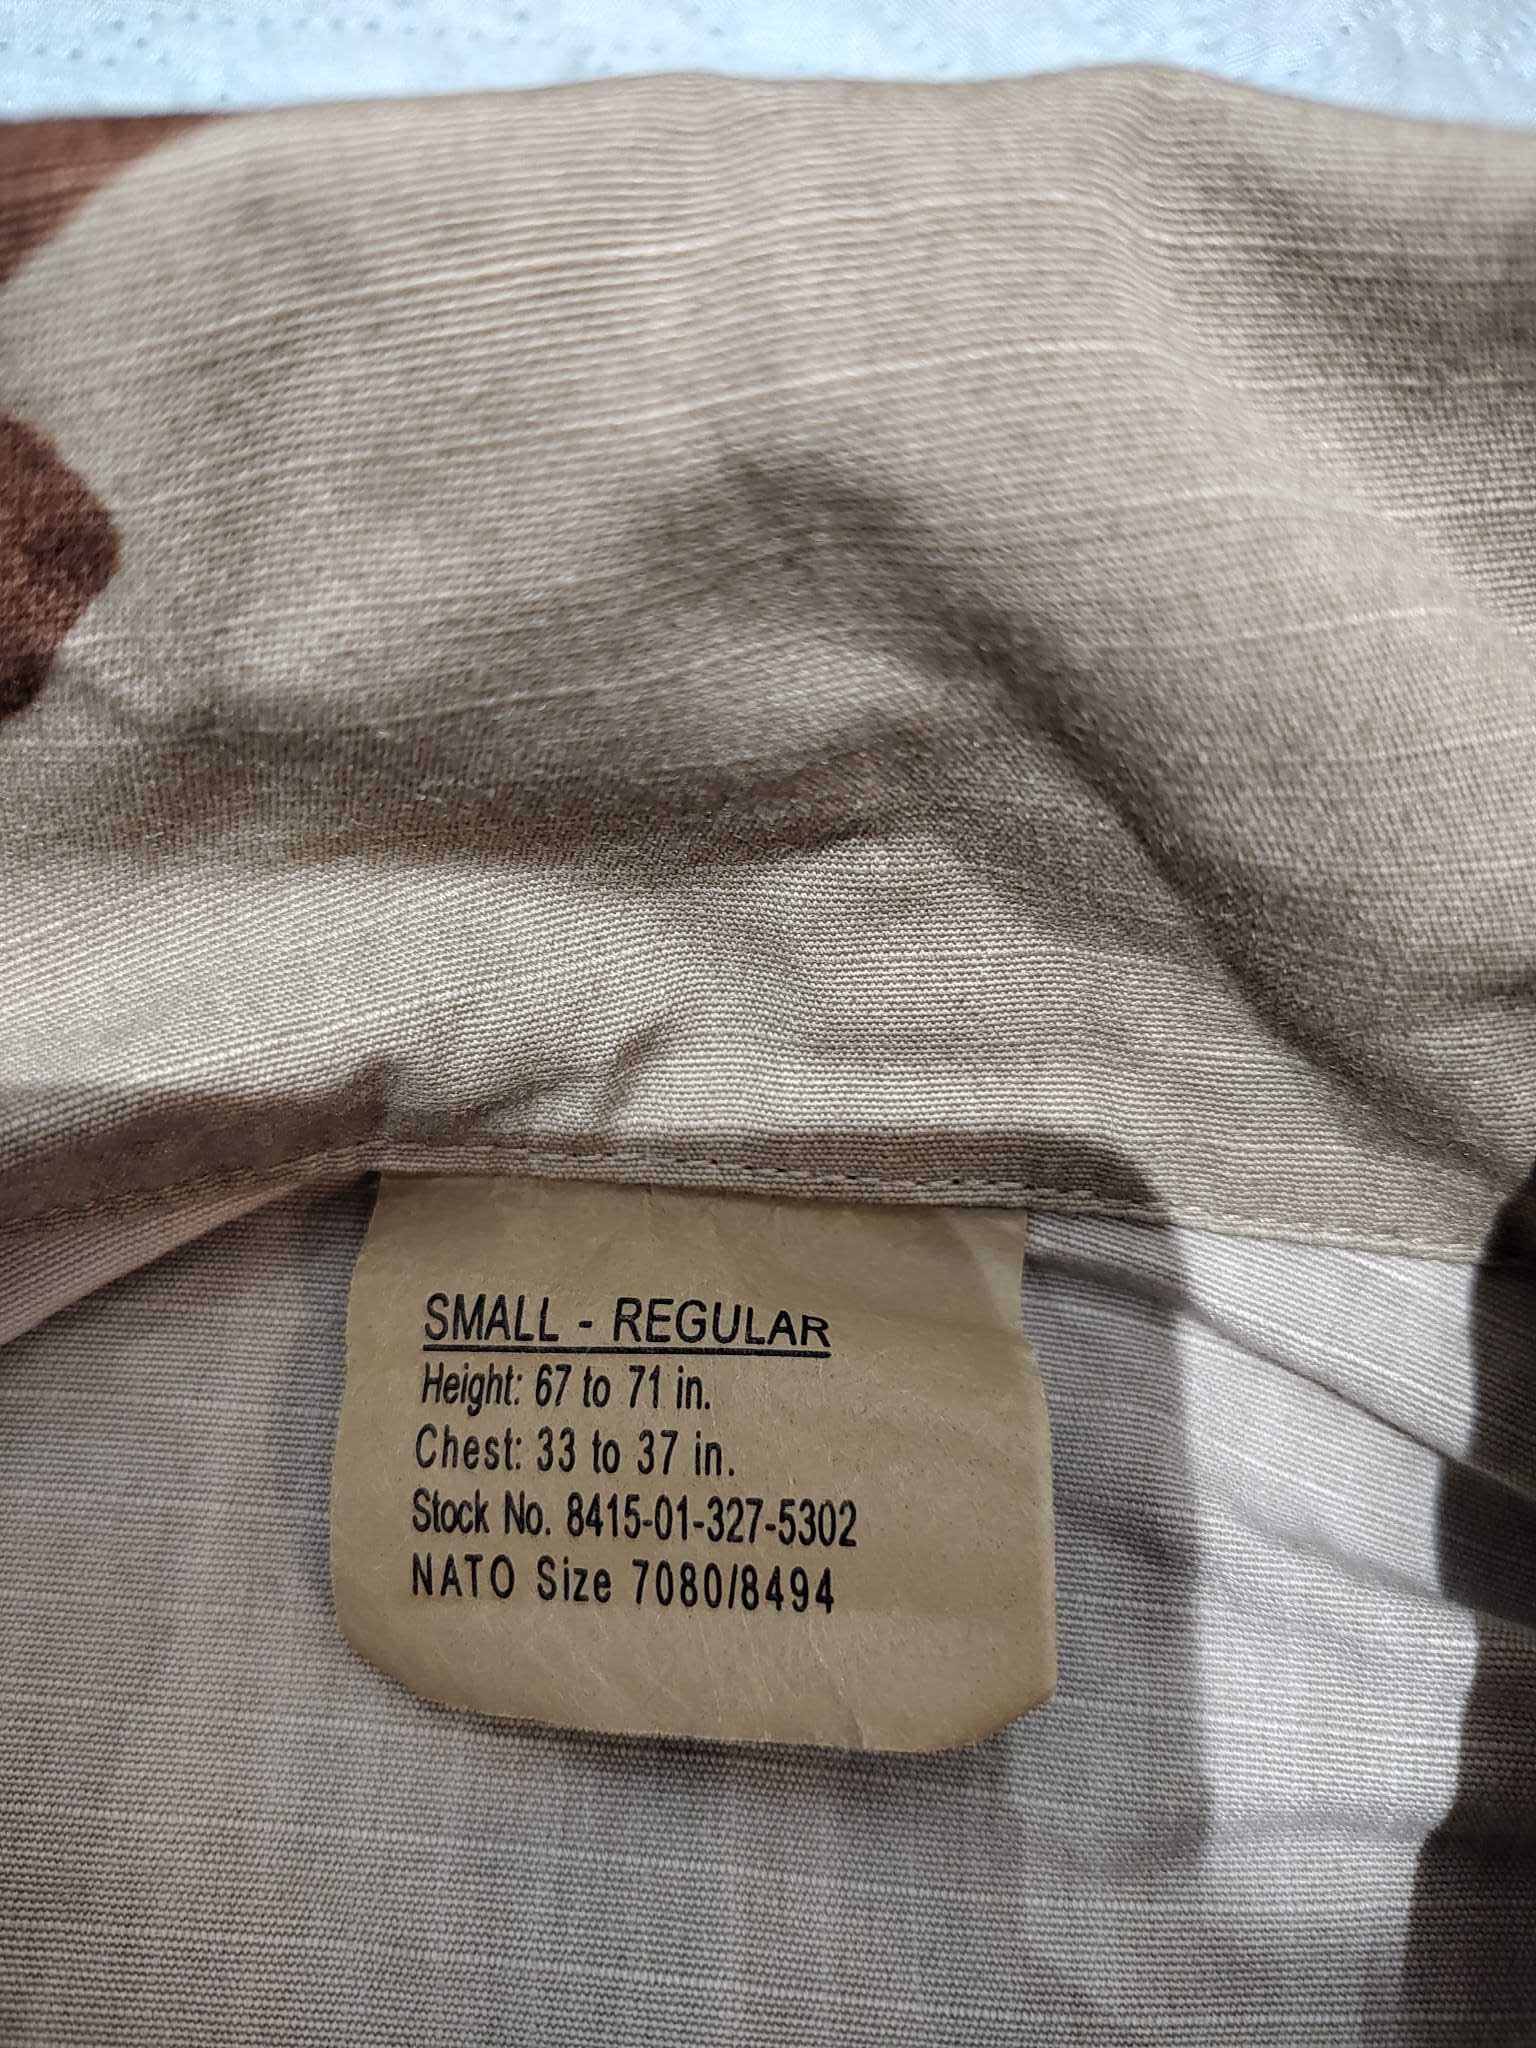 SMALL - REGULAR
Height: 67 to 71 in.
Chest: 33 to 37 in.
Stock No. 8415-01-327-5302
NATO Size 7080/8494